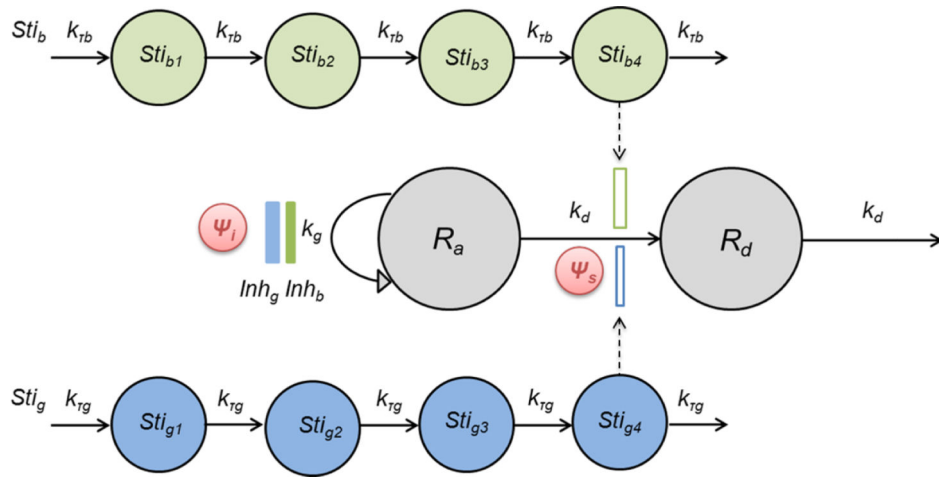 Sti_b k_τb k_τb k_τb k_τb k_τb
Sti_b1 Sti_b2 Sti_b3 Sti_b4
Ψ_i k_g R_a k_d R_d k_d
Inh_g Inh_b Ψ_s
Sti_g k_τg k_τg k_τg k_τg k_τg
Sti_g1 Sti_g2 Sti_g3 Sti_g4